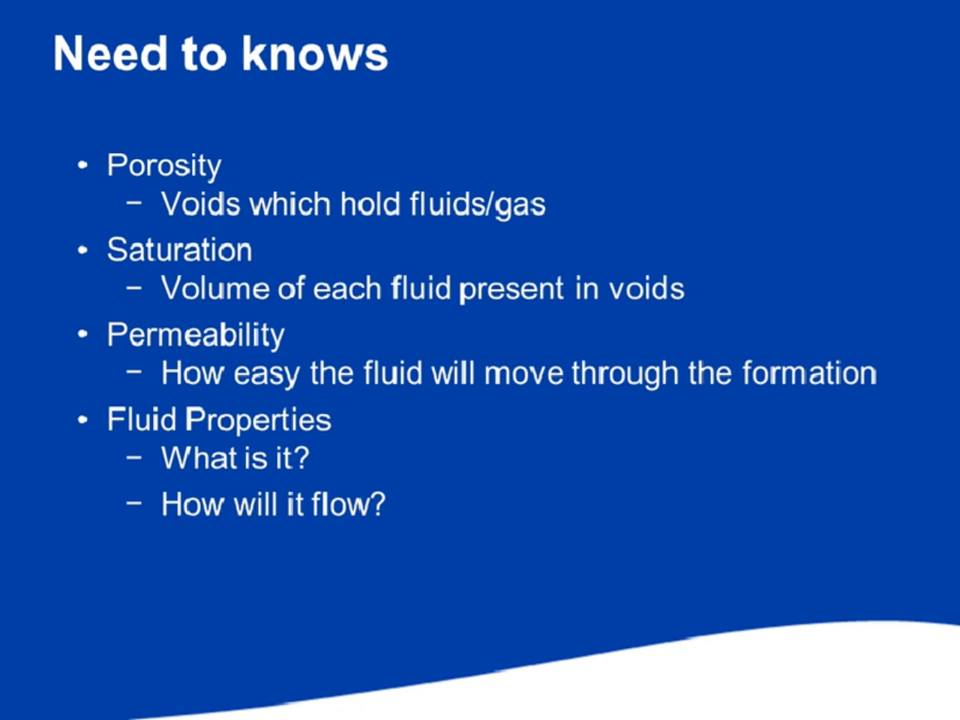 Need to knows
• Porosity
– Voids which hold fluids/gas
• Saturation
– Volume of each fluid present in voids
• Permeability
– How easy the fluid will move through the formation
• Fluid Properties
– What is it?
– How will it flow?